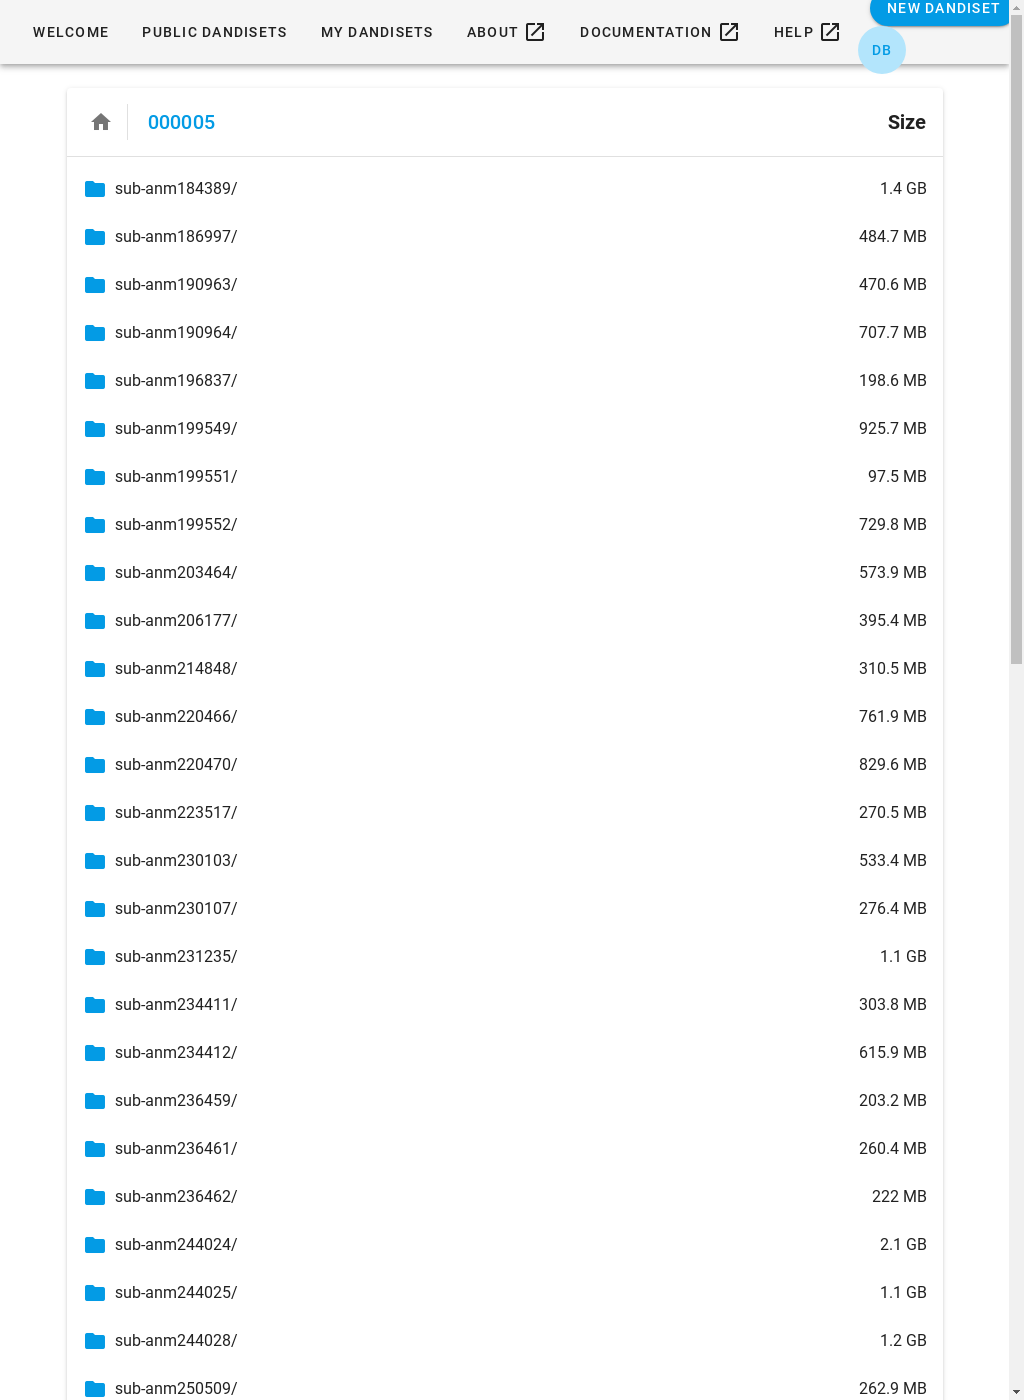 WELCOME PUBLIC DANDISETS MY DANDISETS ABOUT DOCUMENTATION HELP NEW DANDISET
DB
000005 Size
sub-anm184389/ 1.4 GB
sub-anm186997/ 484.7 MB
sub-anm190963/ 470.6 MB
sub-anm190964/ 707.7 MB
sub-anm196837/ 198.6 MB
sub-anm199549/ 925.7 MB
sub-anm199551/ 97.5 MB
sub-anm199552/ 729.8 MB
sub-anm203464/ 573.9 MB
sub-anm206177/ 395.4 MB
sub-anm214848/ 310.5 MB
sub-anm220466/ 761.9 MB
sub-anm220470/ 829.6 MB
sub-anm223517/ 270.5 MB
sub-anm230103/ 533.4 MB
sub-anm230107/ 276.4 MB
sub-anm231235/ 1.1 GB
sub-anm234411/ 303.8 MB
sub-anm234412/ 615.9 MB
sub-anm236459/ 203.2 MB
sub-anm236461/ 260.4 MB
sub-anm236462/ 222 MB
sub-anm244024/ 2.1 GB
sub-anm244025/ 1.1 GB
sub-anm244028/ 1.2 GB
sub-anm250509/ 262.9 MB